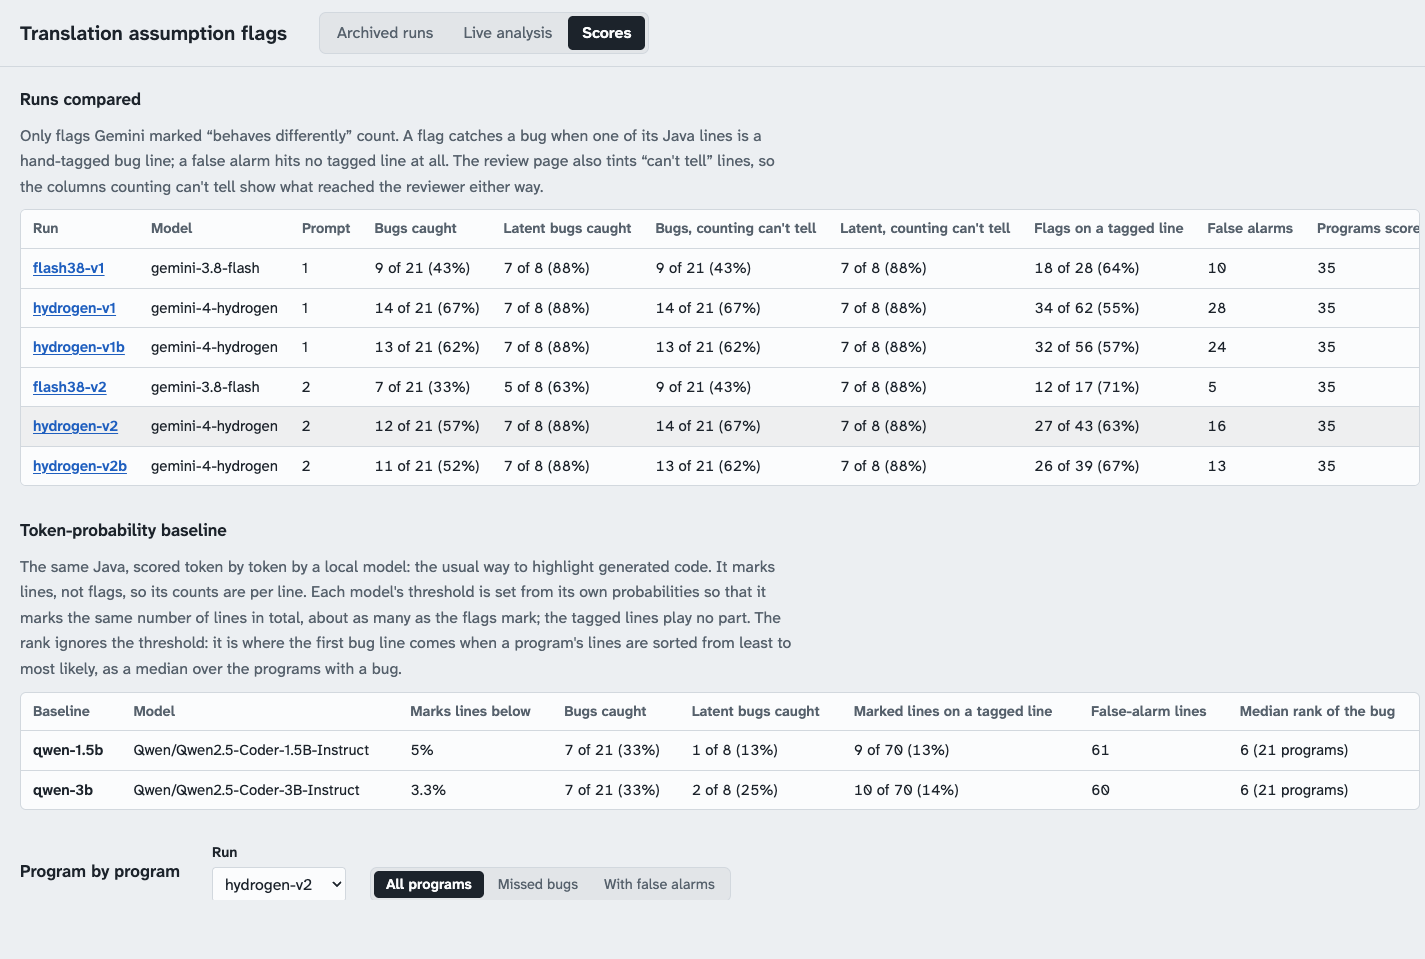 Translation assumption flags
Archived runs Live analysis Scores
Runs compared
Only flags Gemini marked “behaves differently” count. A flag catches a bug when one of its Java lines is a
hand-tagged bug line; a false alarm hits no tagged line at all. The review page also tints “can't tell” lines, so
the columns counting can't tell show what reached the reviewer either way.
Run Model Prompt Bugs caught Latent bugs caught Bugs, counting can't tell Latent, counting can't tell Flags on a tagged line False alarms Programs score
flash38-v1 gemini-3.8-flash 1 9 of 21 (43%) 7 of 8 (88%) 9 of 21 (43%) 7 of 8 (88%) 18 of 28 (64%) 10 35
hydrogen-v1 gemini-4-hydrogen 1 14 of 21 (67%) 7 of 8 (88%) 14 of 21 (67%) 7 of 8 (88%) 34 of 62 (55%) 28 35
hydrogen-v1b gemini-4-hydrogen 1 13 of 21 (62%) 7 of 8 (88%) 13 of 21 (62%) 7 of 8 (88%) 32 of 56 (57%) 24 35
flash38-v2 gemini-3.8-flash 2 7 of 21 (33%) 5 of 8 (63%) 9 of 21 (43%) 7 of 8 (88%) 12 of 17 (71%) 5 35
hydrogen-v2 gemini-4-hydrogen 2 12 of 21 (57%) 7 of 8 (88%) 14 of 21 (67%) 7 of 8 (88%) 27 of 43 (63%) 16 35
hydrogen-v2b gemini-4-hydrogen 2 11 of 21 (52%) 7 of 8 (88%) 13 of 21 (62%) 7 of 8 (88%) 26 of 39 (67%) 13 35
Token-probability baseline
The same Java, scored token by token by a local model: the usual way to highlight generated code. It marks
lines, not flags, so its counts are per line. Each model's threshold is set from its own probabilities so that it
marks the same number of lines in total, about as many as the flags mark; the tagged lines play no part. The
rank ignores the threshold: it is where the first bug line comes when a program's lines are sorted from least to
most likely, as a median over the programs with a bug.
Baseline Model Marks lines below Bugs caught Latent bugs caught Marked lines on a tagged line False-alarm lines Median rank of the bug
qwen-1.5b Qwen/Qwen2.5-Coder-1.5B-Instruct 5% 7 of 21 (33%) 1 of 8 (13%) 9 of 70 (13%) 61 6 (21 programs)
qwen-3b Qwen/Qwen2.5-Coder-3B-Instruct 3.3% 7 of 21 (33%) 2 of 8 (25%) 10 of 70 (14%) 60 6 (21 programs)
Run
Program by program hydrogen-v2 All programs Missed bugs With false alarms